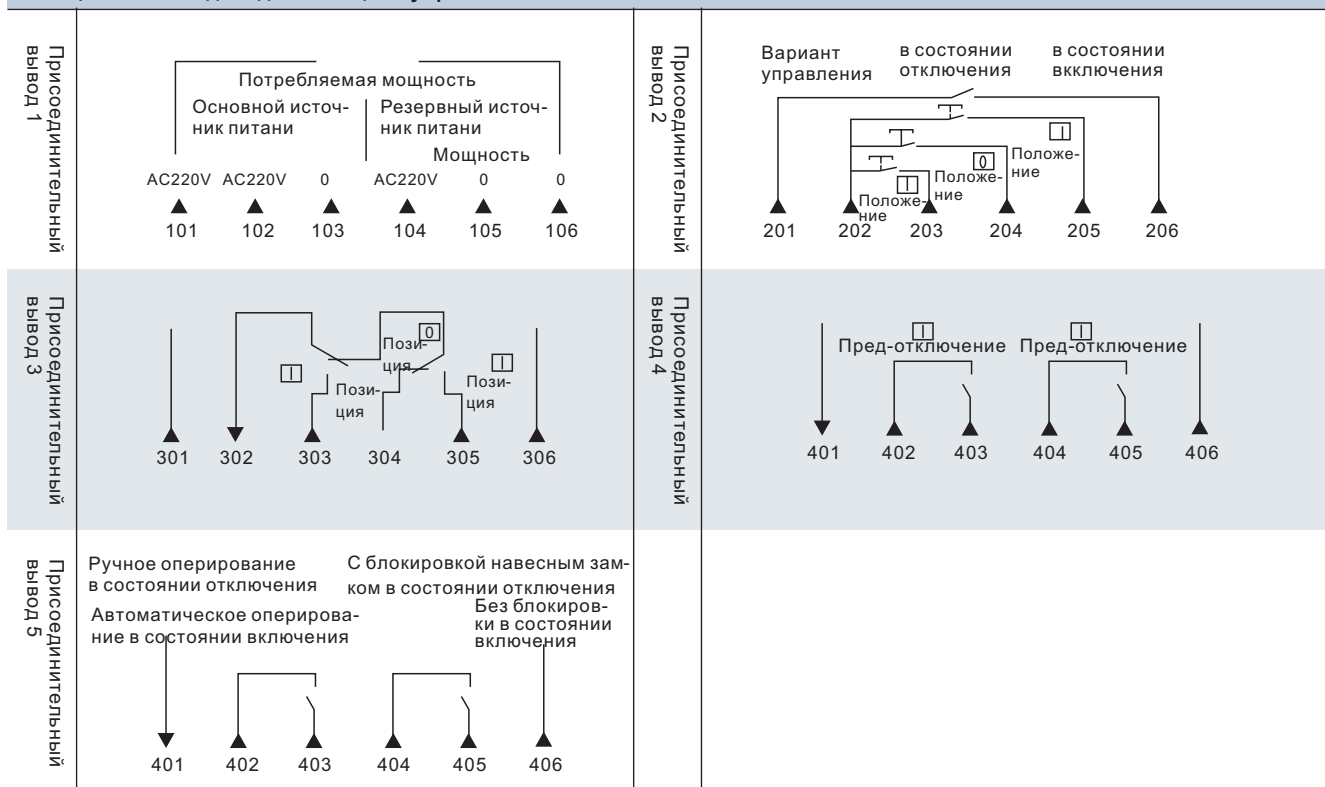 Присоединительный
вывод 1
Потребляемая мощность
Основной источ-
ник питани
Резервный источ-
ник питани
Мощность
AC220V AC220V 0 AC220V 0 0
101 102 103 104 105 106
Присоединительный
вывод 2
Вариант
управления
в состоянии
отключения
в состоянии
вкключения
Положе-
ние
0
Положе-
ние
Положе-
ние
201 202 203 204 205 206
Присоединительный
вывод 3
0
Пози-
ция
Пози-
ция
Пози-
ция
301 302 303 304 305 306
Присоединительный
вывод 4
Пред-отключение Пред-отключение
401 402 403 404 405 406
Присоединительный
вывод 5
Ручное оперирование
в состоянии отключения
Автоматическое оперирова-
ние в состоянии включения
С блокировкой навесным зам-
ком в состоянии отключения
Без блокиров-
ки в состоянии
включения
401 402 403 404 405 406